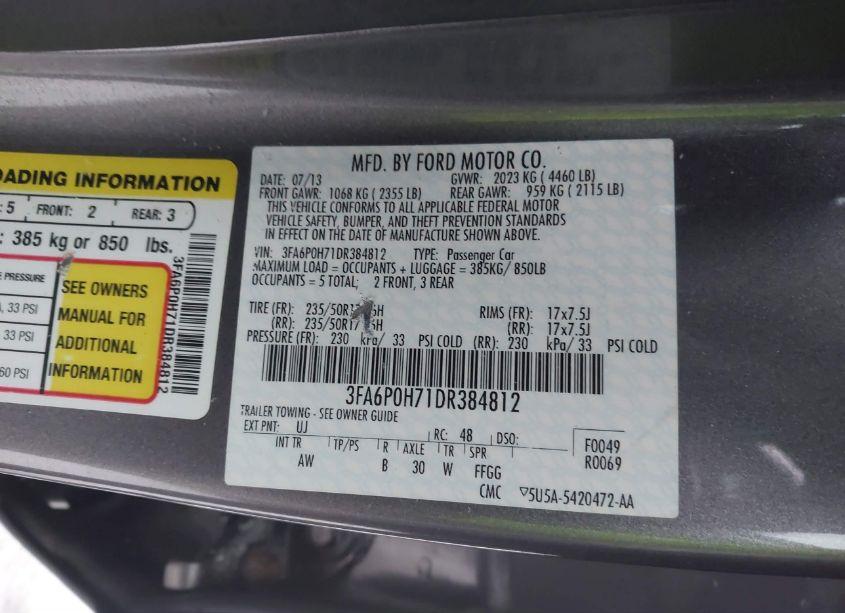 OADING INFORMATION
: 5 FRONT: 2 REAR: 3
: 385 kg or 850 lbs.
E PRESSURE
, 33 PSI
33 PSI
60 PSI
SEE OWNERS
MANUAL FOR
ADDITIONAL
INFORMATION
3FA6P0H71DR384812
MFD. BY FORD MOTOR CO.
DATE: 07/13 GVWR: 2023 KG ( 4460 LB)
FRONT GAWR: 1068 KG ( 2355 LB) REAR GAWR: 959 KG ( 2115 LB)
THIS VEHICLE CONFORMS TO ALL APPLICABLE FEDERAL MOTOR
VEHICLE SAFETY, BUMPER, AND THEFT PREVENTION STANDARDS
IN EFFECT ON THE DATE OF MANUFACTURE SHOWN ABOVE.
VIN: 3FA6P0H71DR384812 TYPE: Passenger Car
MAXIMUM LOAD = OCCUPANTS + LUGGAGE = 385KG/ 850LB
OCCUPANTS = 5 TOTAL; 2 FRONT, 3 REAR
TIRE (FR): 235/50R17 RIMS (FR): 17x7.5J
(RR): 235/50R17 (RR): 17x7.5J
PRESSURE (FR): 230 kPa/ 33 PSI COLD (RR): 230 kPa/ 33 PSI COLD
3FA6P0H71DR384812
TRAILER TOWING - SEE OWNER GUIDE
EXT PNT: UJ RC: 48 DSO: F0049
INT TR TP/PS R AXLE TR SPR R0069
AW B 30 W FFGG
CMC 5U5A-5420472-AA